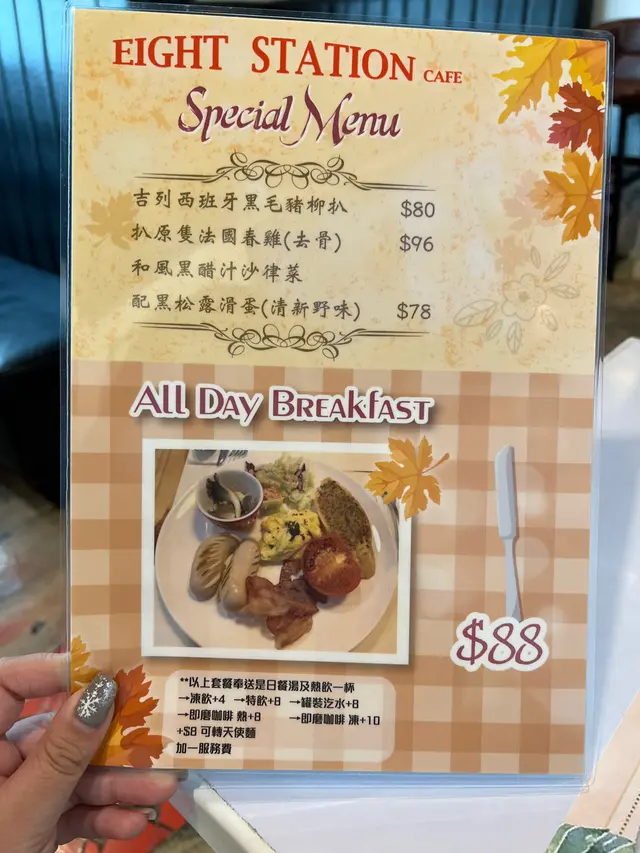 EIGHT STATION CAFE
Special Menu
吉列西班牙黑毛豬柳扒 $80
扒原隻法國春雞(去骨) $96
和風黑醋汁沙律菜
配黑松露滑蛋(清新野味) $78
All Day Breakfast
$88
**以上套餐奉送是日餐湯及熱飲一杯
→凍飲+4 →特飲+8 →罐裝汽水+8
→即磨咖啡 熱+8 →即磨咖啡 凍+10
+$8 可轉天使麵
加一服務費